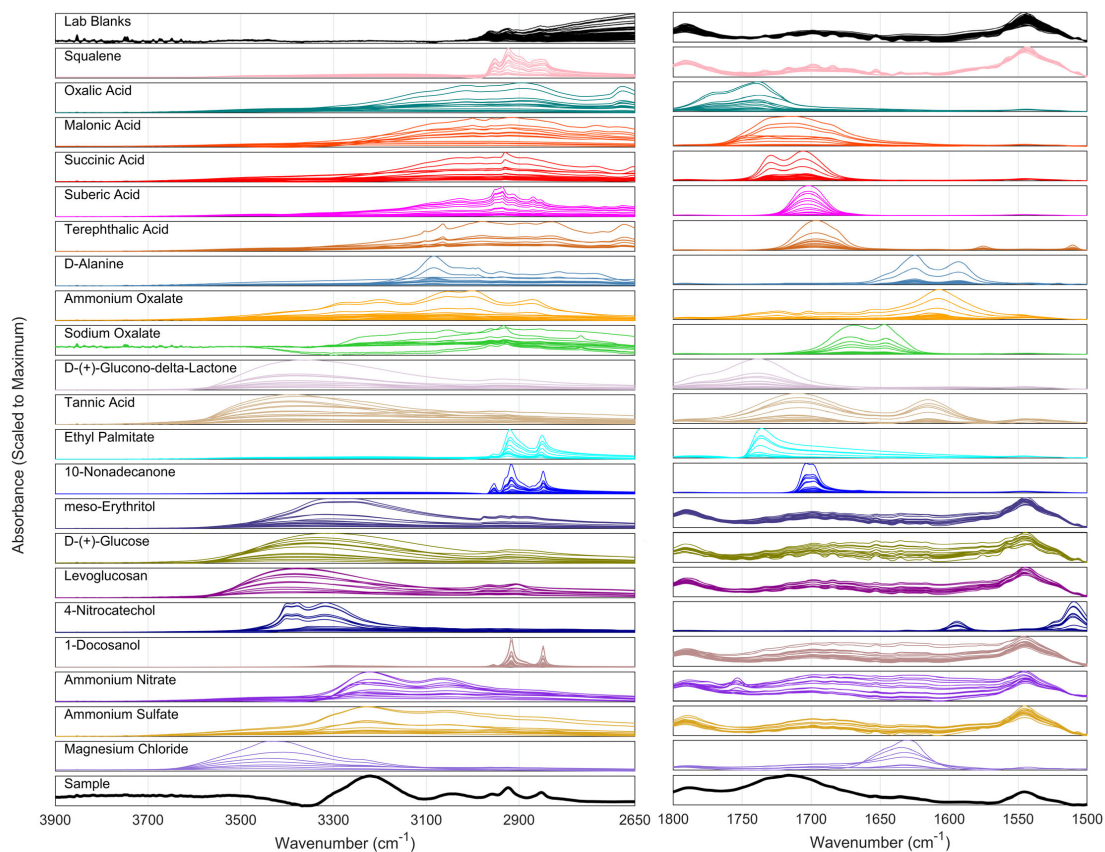 Absorbance (Scaled to Maximum)
Lab Blanks
Squalene
Oxalic Acid
Malonic Acid
Succinic Acid
Suberic Acid
Terephthalic Acid
D-Alanine
Ammonium Oxalate
Sodium Oxalate
D-(+)-Glucono-delta-Lactone
Tannic Acid
Ethyl Palmitate
10-Nonadecanone
meso-Erythritol
D-(+)-Glucose
Levoglucosan
4-Nitrocatechol
1-Docosanol
Ammonium Nitrate
Ammonium Sulfate
Magnesium Chloride
Sample
3900 3700 3500 3300 3100 2900 2650
Wavenumber (cm⁻¹)
1800 1750 1700 1650 1600 1550 1500
Wavenumber (cm⁻¹)